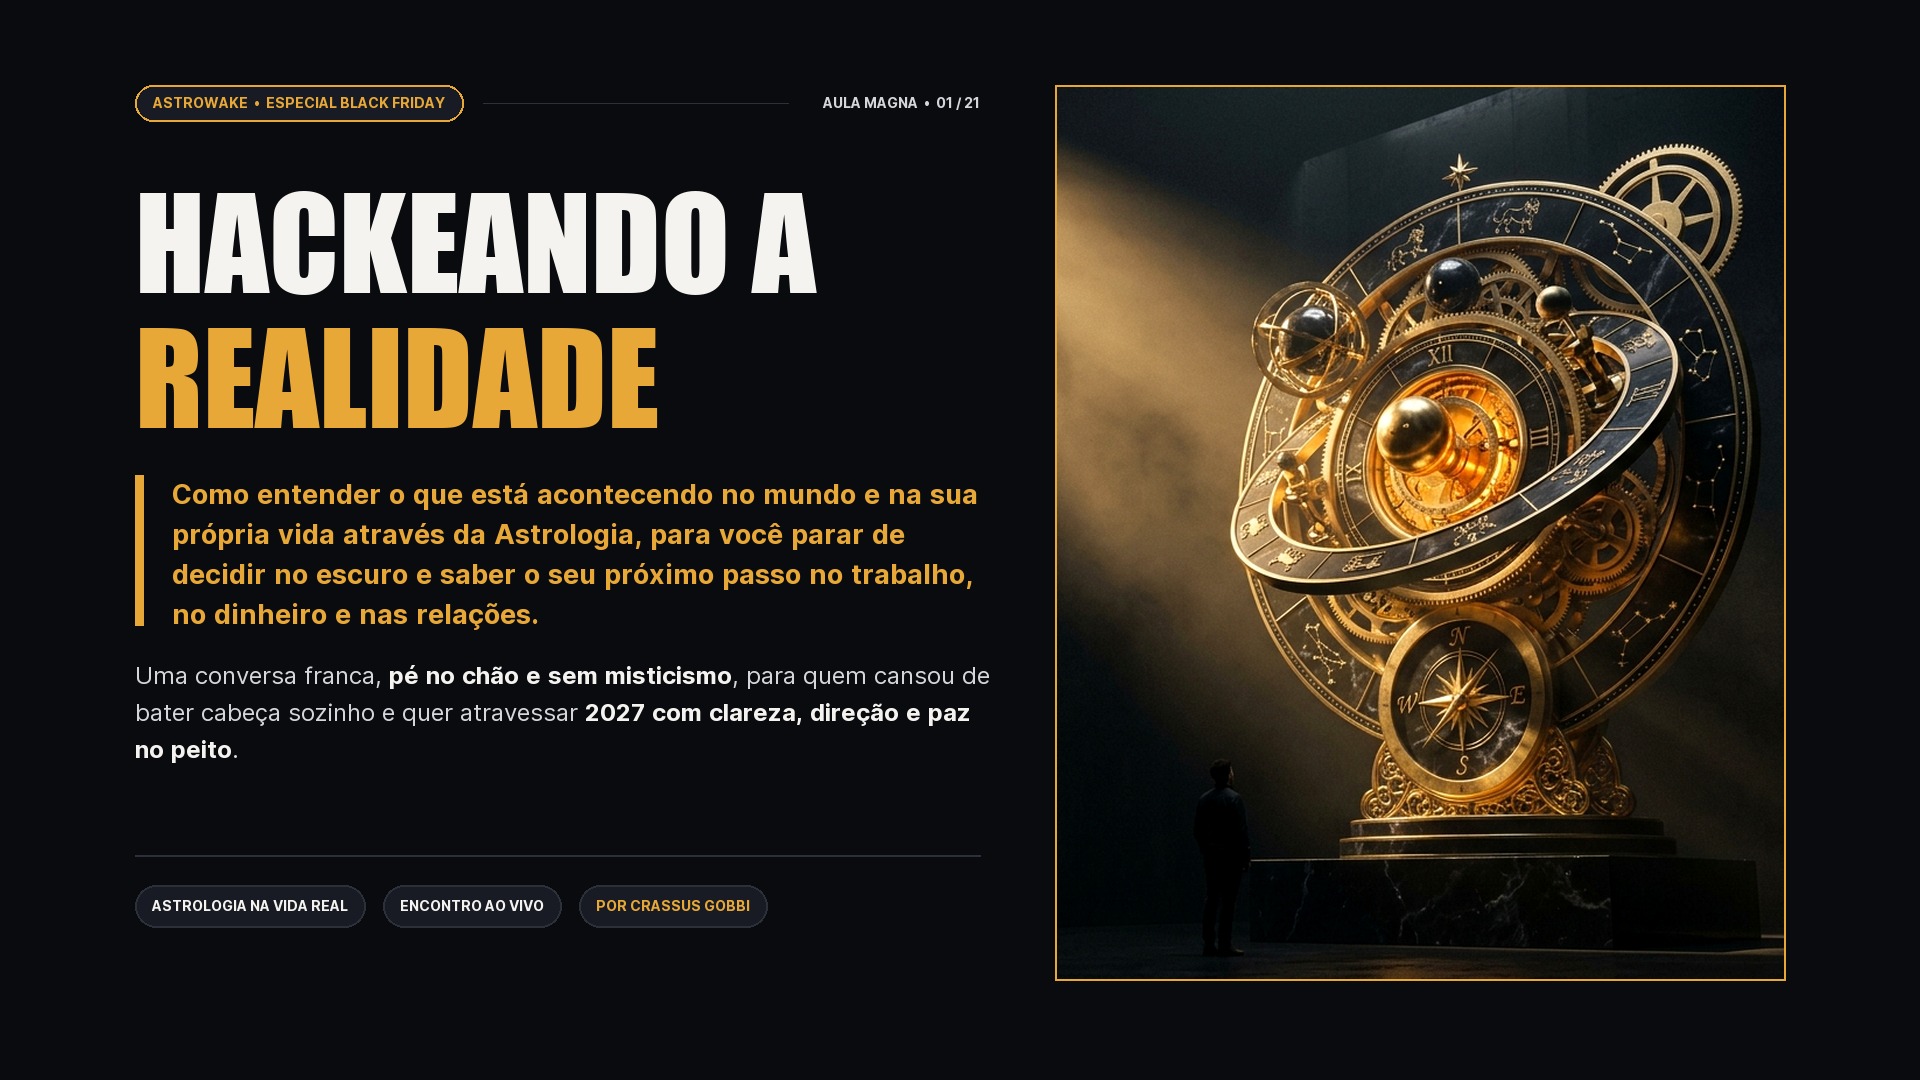 ASTROWAKE • ESPECIAL BLACK FRIDAY
AULA MAGNA • 01 / 21
HACKEANDO A
REALIDADE
Como entender o que está acontecendo no mundo e na sua
própria vida através da Astrologia, para você parar de
decidir no escuro e saber o seu próximo passo no trabalho,
no dinheiro e nas relações.
Uma conversa franca, pé no chão e sem misticismo, para quem cansou de
bater cabeça sozinho e quer atravessar 2027 com clareza, direção e paz
no peito.
ASTROLOGIA NA VIDA REAL
ENCONTRO AO VIVO
POR CRASSUS GOBBI
XII
III
IX
N
W
E
S